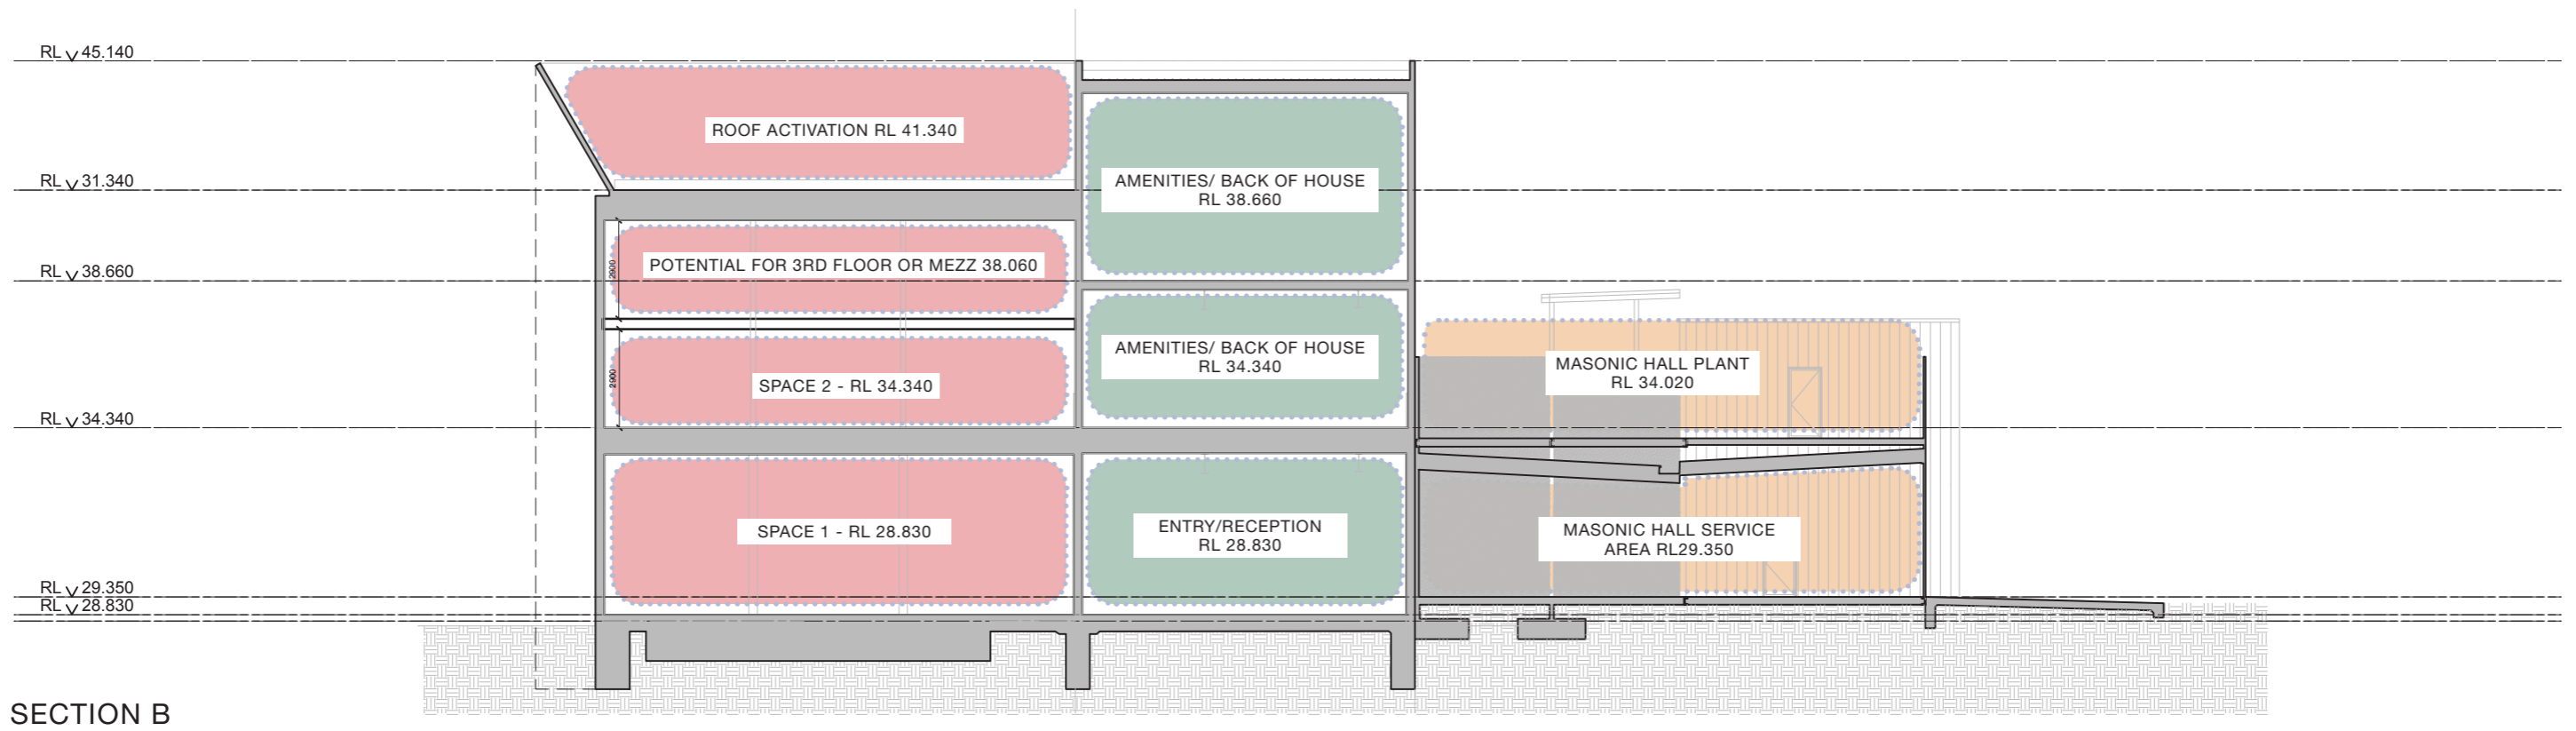 RL 45.140
ROOF ACTIVATION RL 41.340
RL 31.340
AMENITIES/ BACK OF HOUSE
RL 38.660
POTENTIAL FOR 3RD FLOOR OR MEZZ 38.060
2900
RL 38.660
AMENITIES/ BACK OF HOUSE
RL 34.340
MASONIC HALL PLANT
RL 34.020
SPACE 2 - RL 34.340
2900
RL 34.340
SPACE 1 - RL 28.830
ENTRY/RECEPTION
RL 28.830
MASONIC HALL SERVICE
AREA RL29.350
RL 29.350
RL 28.830
SECTION B